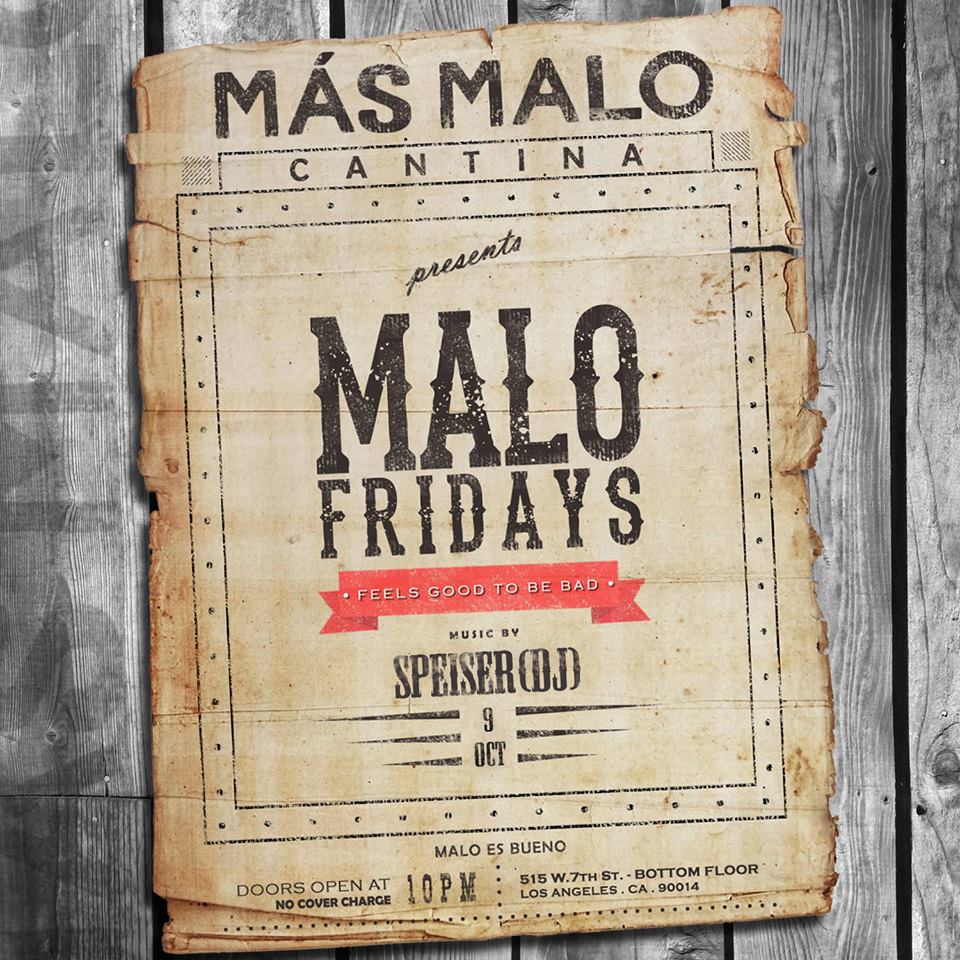 MÁS MALO
CANTINA
presents
MALO
FRIDAYS
• FEELS GOOD TO BE BAD •
MUSIC BY
SPEISER (DJ)
9
OCT
MALO ES BUENO
DOORS OPEN AT 10PM
NO COVER CHARGE
515 W.7TH ST. - BOTTOM FLOOR
LOS ANGELES . CA . 90014